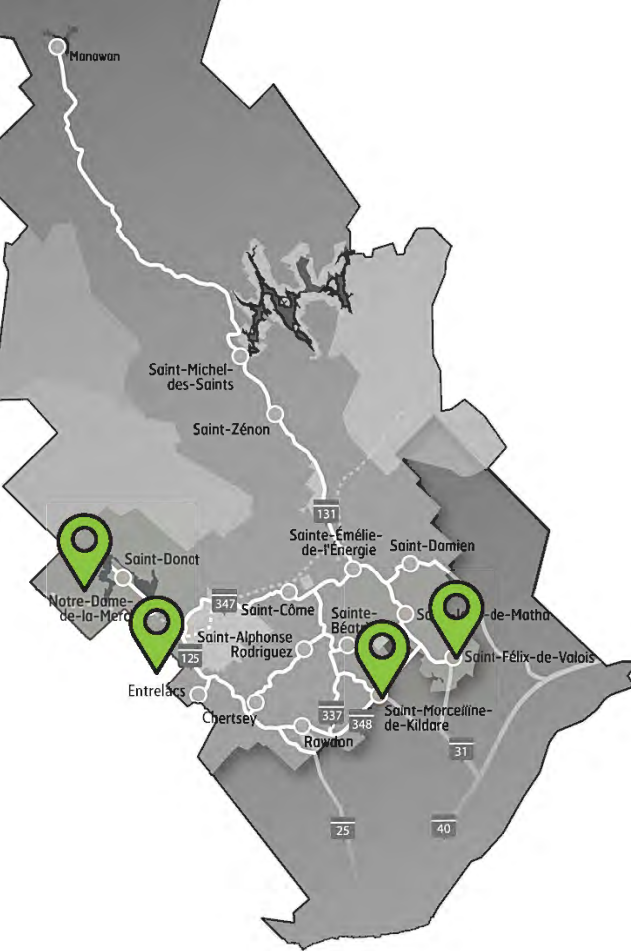 Manawan
Saint-Michel-
des-Saints
Saint-Zénon
131
Sainte-Émélie-
de-l'Énergie
Saint-Damien
Saint-Donat
Notre-Dame-
de-la-Merc
347
Saint-Côme
Sainte-
Béatr
de-Matha
Saint-Alphonse
Rodriguez
125
Saint-Félix-de-Valois
Entrelacs
Chertsey
337
348
Saint-Marcelline-
de-Kildare
Rawdon
31
25
40